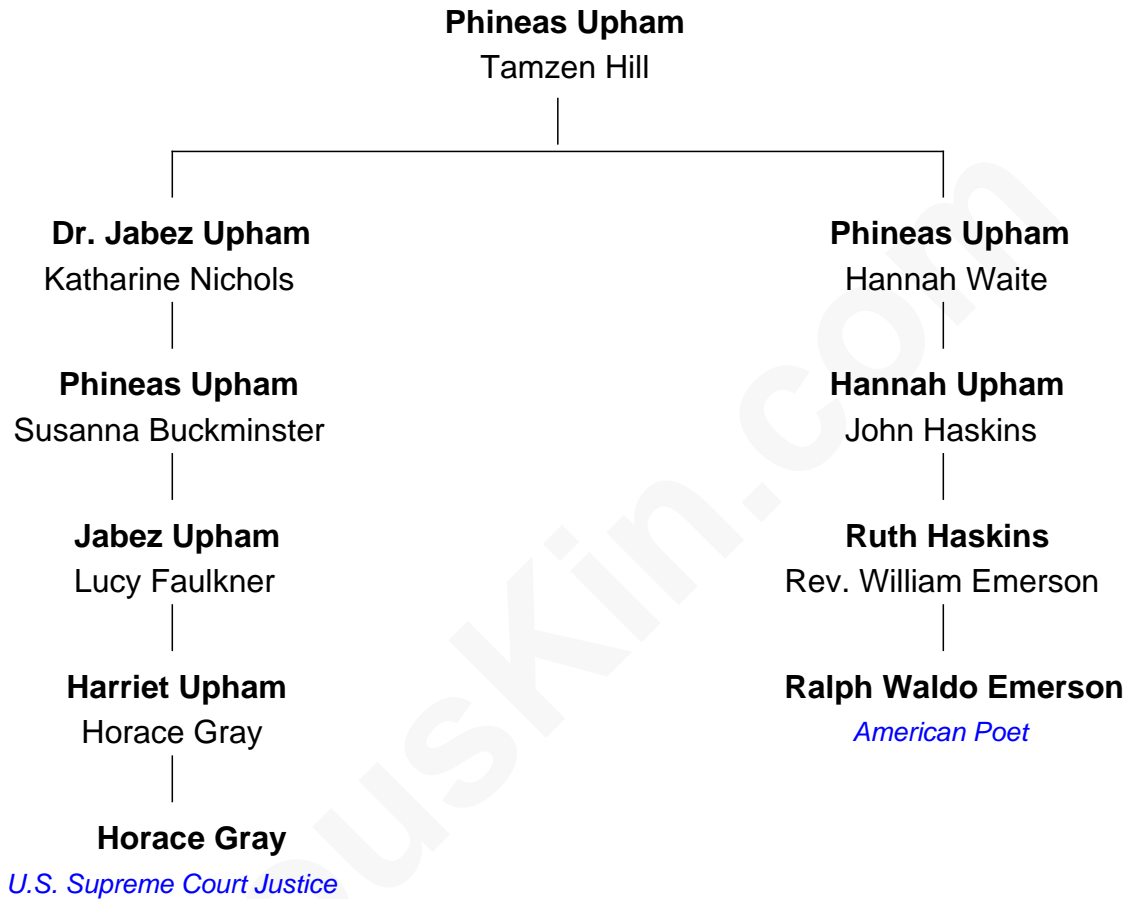 Phineas Upham
Tamzen Hill
Dr. Jabez Upham
Katharine Nichols
Phineas Upham
Susanna Buckminster
Jabez Upham
Lucy Faulkner
Harriet Upham
Horace Gray
Horace Gray
U.S. Supreme Court Justice
Phineas Upham
Hannah Waite
Hannah Upham
John Haskins
Ruth Haskins
Rev. William Emerson
Ralph Waldo Emerson
American Poet
usKin.com